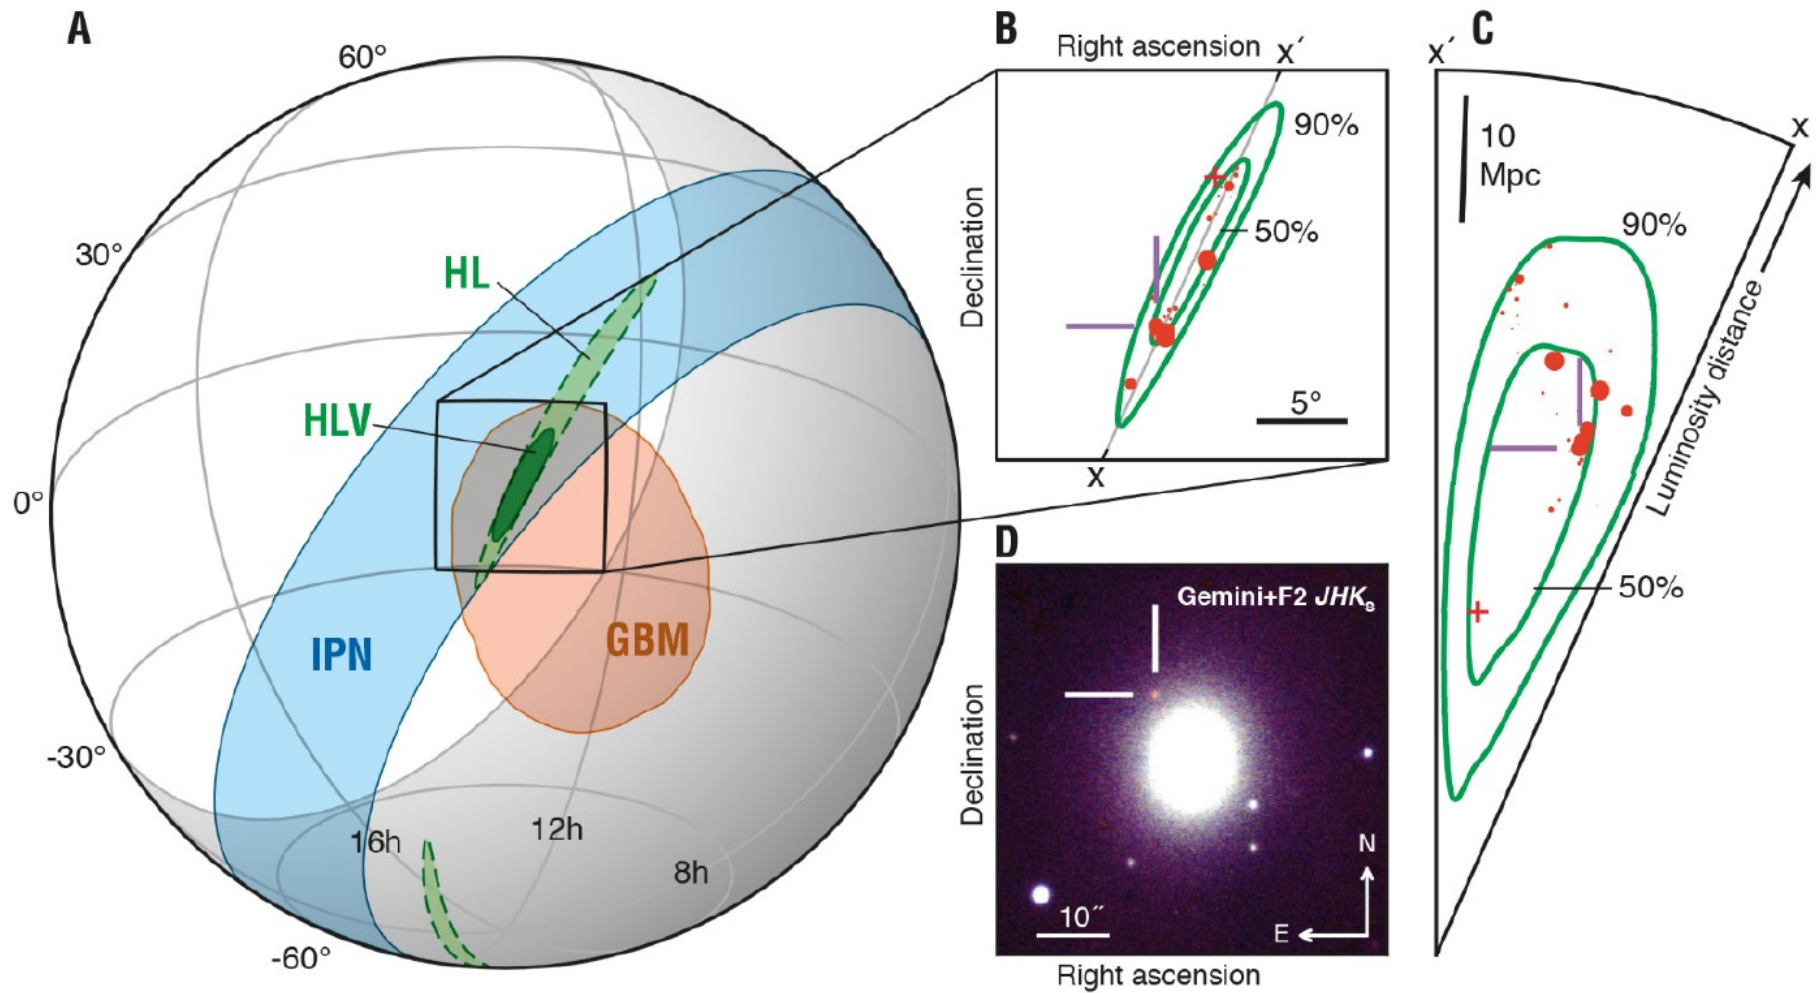 A
60°
30°
0°
-30°
-60°
HL
HLV
IPN
GBM
16h
12h
8h
B
Right ascension
X´
Declination
90%
50%
5°
X
C
X´
X
10
Mpc
90%
50%
Luminosity distance
D
Gemini+F2 JHKs
Declination
N
E
10˝
Right ascension